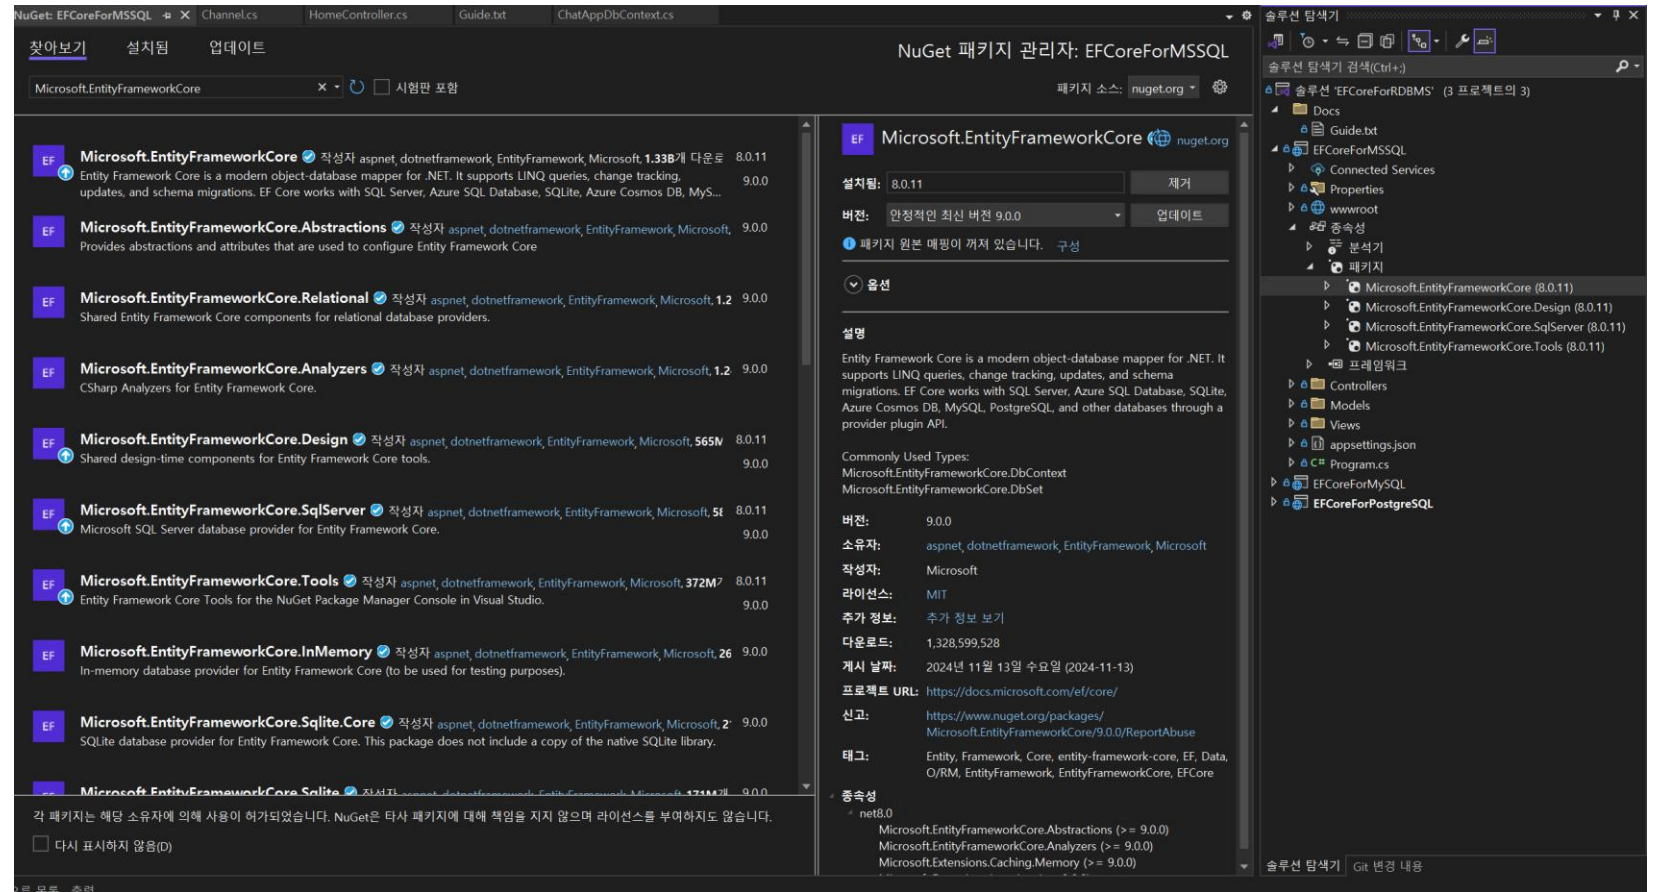 NuGet: EFCoreForMSSQL
Channel.cs
HomeController.cs
Guide.txt
ChatAppDbContext.cs
찾아보기
설치됨
업데이트
NuGet 패키지 관리자: EFCoreForMSSQL
Microsoft.EntityFrameworkCore
시험판 포함
패키지 소스: nuget.org
Microsoft.EntityFrameworkCore 작성자 aspnet, dotnetframework, EntityFramework, Microsoft, 1.33B개 다운로 8.0.11
Entity Framework Core is a modern object-database mapper for .NET. It supports LINQ queries, change tracking, 9.0.0
updates, and schema migrations. EF Core works with SQL Server, Azure SQL Database, SQLite, Azure Cosmos DB, MyS...
Microsoft.EntityFrameworkCore.Abstractions 작성자 aspnet, dotnetframework, EntityFramework, Microsoft, 9.0.0
Provides abstractions and attributes that are used to configure Entity Framework Core
Microsoft.EntityFrameworkCore.Relational 작성자 aspnet, dotnetframework, EntityFramework, Microsoft, 1.2 9.0.0
Shared Entity Framework Core components for relational database providers.
Microsoft.EntityFrameworkCore.Analyzers 작성자 aspnet, dotnetframework, EntityFramework, Microsoft, 1.2 9.0.0
CSharp Analyzers for Entity Framework Core.
Microsoft.EntityFrameworkCore.Design 작성자 aspnet, dotnetframework, EntityFramework, Microsoft, 565M 8.0.11
Shared design-time components for Entity Framework Core tools. 9.0.0
Microsoft.EntityFrameworkCore.SqlServer 작성자 aspnet, dotnetframework, EntityFramework, Microsoft, 8.0.11
Microsoft SQL Server database provider for Entity Framework Core. 9.0.0
Microsoft.EntityFrameworkCore.Tools 작성자 aspnet, dotnetframework, EntityFramework, Microsoft, 372M 8.0.11
Entity Framework Core Tools for the NuGet Package Manager Console in Visual Studio. 9.0.0
Microsoft.EntityFrameworkCore.InMemory 작성자 aspnet, dotnetframework, EntityFramework, Microsoft, 26 9.0.0
In-memory database provider for Entity Framework Core (to be used for testing purposes).
Microsoft.EntityFrameworkCore.Sqlite.Core 작성자 aspnet, dotnetframework, EntityFramework, Microsoft, 9.0.0
SQLite database provider for Entity Framework Core. This package does not include a copy of the native SQLite library.
Microsoft.EntityFrameworkCore.Sqlite 작성자 aspnet, dotnetframework, EntityFramework, Microsoft, 171M개 9.0.0
각 패키지는 해당 소유자에 의해 사용이 허가되었습니다. NuGet은 타사 패키지에 대해 책임을 지지 않으며 라이선스를 부여하지도 않습니다.
다시 표시하지 않음(D)
EF Microsoft.EntityFrameworkCore nuget.org
설치됨: 8.0.11 제거
버전: 안정적인 최신 버전 9.0.0 업데이트
패키지 원본 매핑이 꺼져 있습니다. 구성
옵션
설명
Entity Framework Core is a modern object-database mapper for .NET. It
supports LINQ queries, change tracking, updates, and schema
migrations. EF Core works with SQL Server, Azure SQL Database, SQLite,
Azure Cosmos DB, MySQL, PostgreSQL, and other databases through a
provider plugin API.
Commonly Used Types:
Microsoft.EntityFrameworkCore.DbContext
Microsoft.EntityFrameworkCore.DbSet
버전: 9.0.0
소유자: aspnet, dotnetframework, EntityFramework, Microsoft
작성자: Microsoft
라이선스: MIT
추가 정보: 추가 정보 보기
다운로드: 1,328,599,528
게시 날짜: 2024년 11월 13일 수요일 (2024-11-13)
프로젝트 URL: https://docs.microsoft.com/ef/core/
신고: https://www.nuget.org/packages/
Microsoft.EntityFrameworkCore/9.0.0/ReportAbuse
태그: Entity, Framework, Core, entity-framework-core, EF, Data,
O/RM, EntityFramework, EntityFrameworkCore, EFCore
종속성
net8.0
Microsoft.EntityFrameworkCore.Abstractions (>= 9.0.0)
Microsoft.EntityFrameworkCore.Analyzers (>= 9.0.0)
Microsoft.Extensions.Caching.Memory (>= 9.0.0)
솔루션 탐색기
솔루션 탐색기 검색(Ctrl+;)
솔루션 'EFCoreForRDBMS' (3 프로젝트의 3)
Docs
Guide.txt
EFCoreForMSSQL
Connected Services
Properties
wwwroot
종속성
분석기
패키지
Microsoft.EntityFrameworkCore (8.0.11)
Microsoft.EntityFrameworkCore.Design (8.0.11)
Microsoft.EntityFrameworkCore.SqlServer (8.0.11)
Microsoft.EntityFrameworkCore.Tools (8.0.11)
프레임워크
Controllers
Models
Views
appsettings.json
C# Program.cs
EFCoreForMySQL
EFCoreForPostgreSQL
솔루션 탐색기
Git 변경 내용